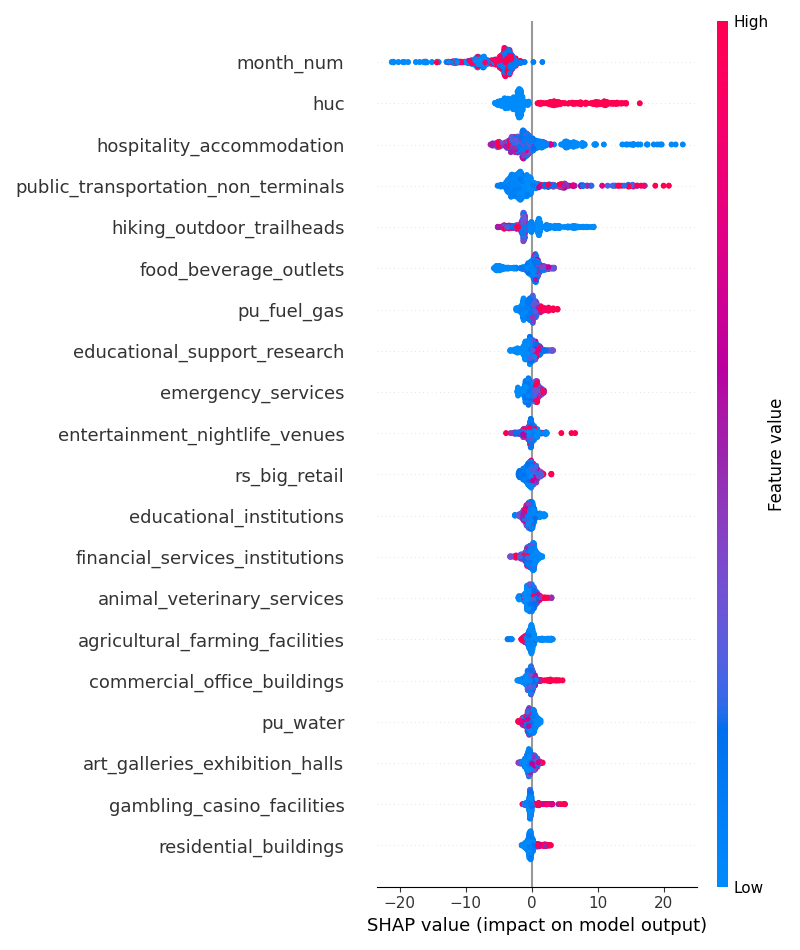 High
month_num
huc
hospitality_accommodation
public_transportation_non_terminals
hiking_outdoor_trailheads
food_beverage_outlets
pu_fuel_gas
educational_support_research
emergency_services
entertainment_nightlife_venues
rs_big_retail
educational_institutions
financial_services_institutions
animal_veterinary_services
agricultural_farming_facilities
commercial_office_buildings
pu_water
art_galleries_exhibition_halls
gambling_casino_facilities
residential_buildings
Feature value
Low
−20 −10 0 10 20
SHAP value (impact on model output)